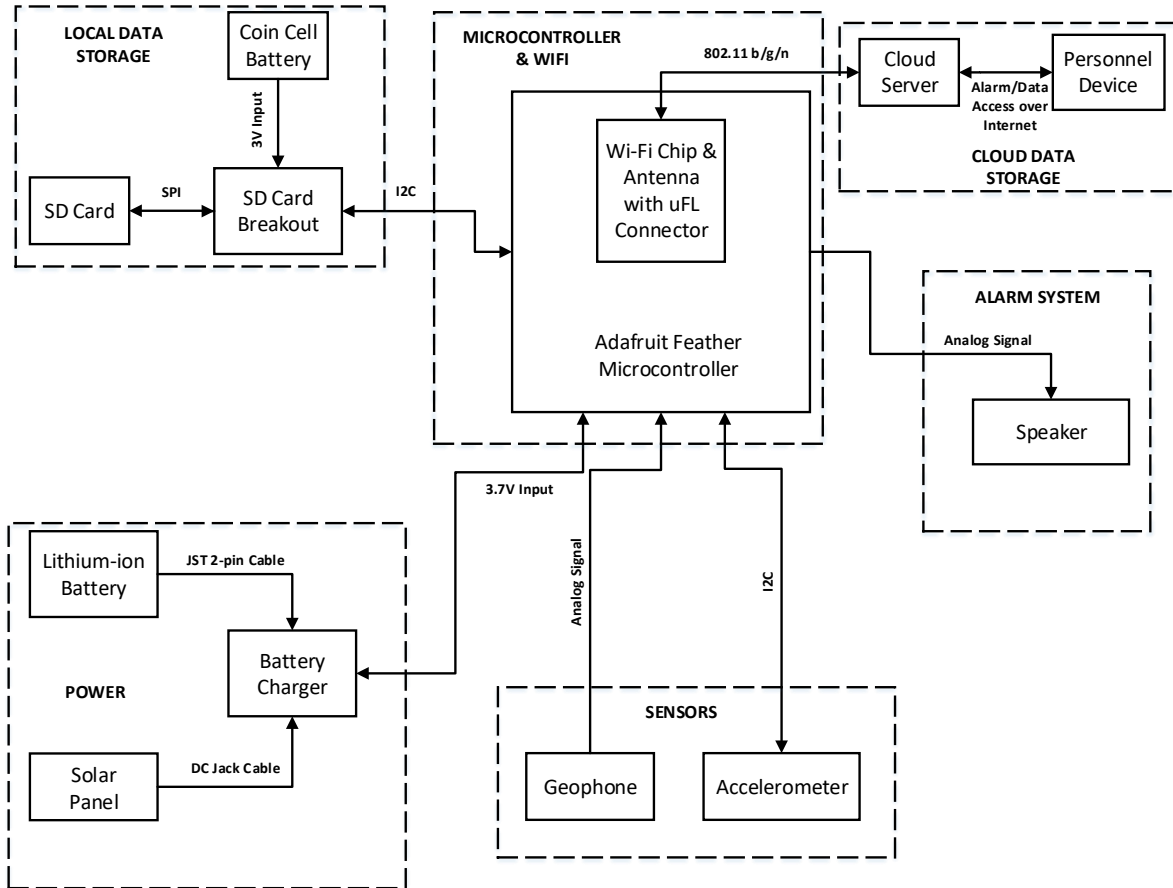 LOCAL DATA
STORAGE
Coin Cell
Battery
3V Input
SD Card
SPI
SD Card
Breakout
I2C
MICROCONTROLLER
& WIFI
802.11 b/g/n
Wi-Fi Chip &
Antenna
with uFL
Connector
Adafruit Feather
Microcontroller
Cloud
Server
Alarm/Data
Access over
Internet
Personnel
Device
CLOUD DATA
STORAGE
ALARM SYSTEM
Analog Signal
Speaker
3.7V Input
Lithium-ion
Battery
JST 2-pin Cable
Battery
Charger
POWER
Solar
Panel
DC Jack Cable
Analog Signal
I2C
SENSORS
Geophone
Accelerometer